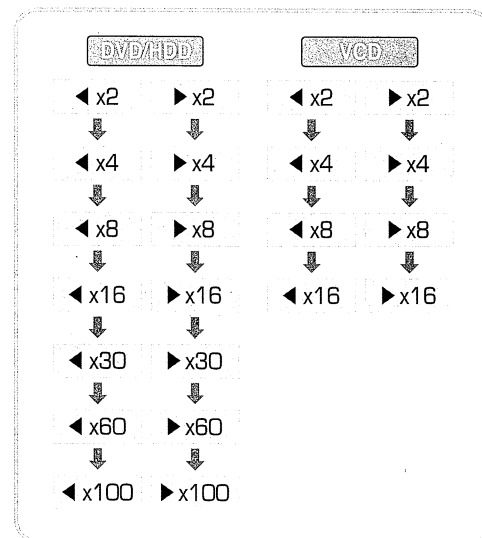 DVD/HDD VCD
◀ x2 ▶ x2 ◀ x2 ▶ x2
◀ x4 ▶ x4 ◀ x4 ▶ x4
◀ x8 ▶ x8 ◀ x8 ▶ x8
◀ x16 ▶ x16 ◀ x16 ▶ x16
◀ x30 ▶ x30
◀ x60 ▶ x60
◀ x100 ▶ x100